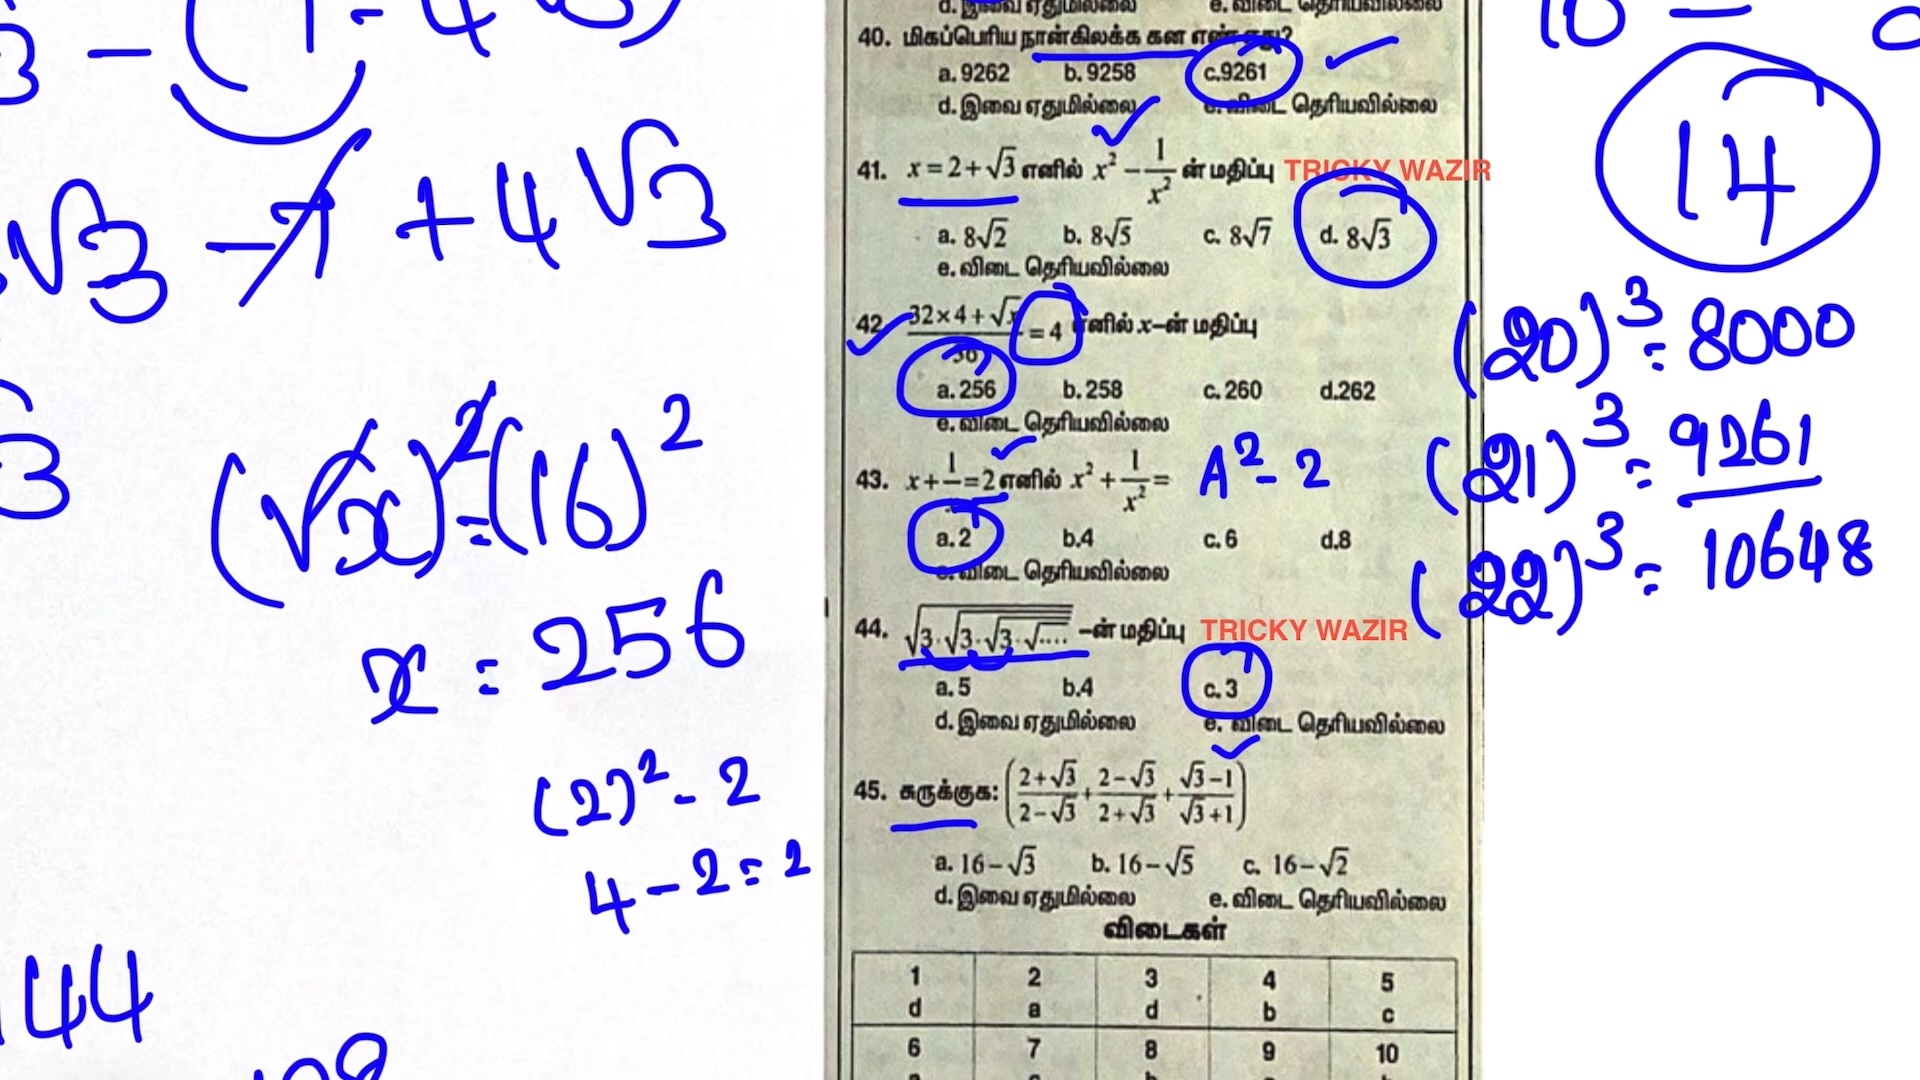 d. இவை ஏதுமில்லை e. விடை தெரியவில்லை
40. மிகப்பெரிய நான்கிலக்க கன எண் எது?
a. 9262 b. 9258 c. 9261
d. இவை ஏதுமில்லை e. விடை தெரியவில்லை
41. x = 2 + √3 எனில் x² − 1/x² ன் மதிப்பு TRICKY WAZIR
a. 8√2 b. 8√5 c. 8√7 d. 8√3
e. விடை தெரியவில்லை
42. (32×4 + √x)/36 = 4 எனில் x–ன் மதிப்பு
a. 256 b. 258 c. 260 d.262
e. விடை தெரியவில்லை
43. x + 1/x = 2 எனில் x² + 1/x² = A² - 2
a. 2 b.4 c. 6 d.8
e. விடை தெரியவில்லை
44. √3·√3·√3·√.... –ன் மதிப்பு TRICKY WAZIR
a. 5 b.4 c. 3
d. இவை ஏதுமில்லை e. விடை தெரியவில்லை
45. சுருக்குக: ((2+√3)/(2−√3) + (2−√3)/(2+√3) + (√3−1)/(√3+1))
a. 16 − √3 b. 16 − √5 c. 16 − √2
d. இவை ஏதுமில்லை e. விடை தெரியவில்லை
விடைகள்
1 2 3 4 5
d a d b c
6 7 8 9 10
√3 − 1 + 4√3
(√x)² = (16)²
x = 256
(2)² - 2
4 - 2 = 2
44
14
(20)³ = 8000
(21)³ = 9261
(22)³ = 10648